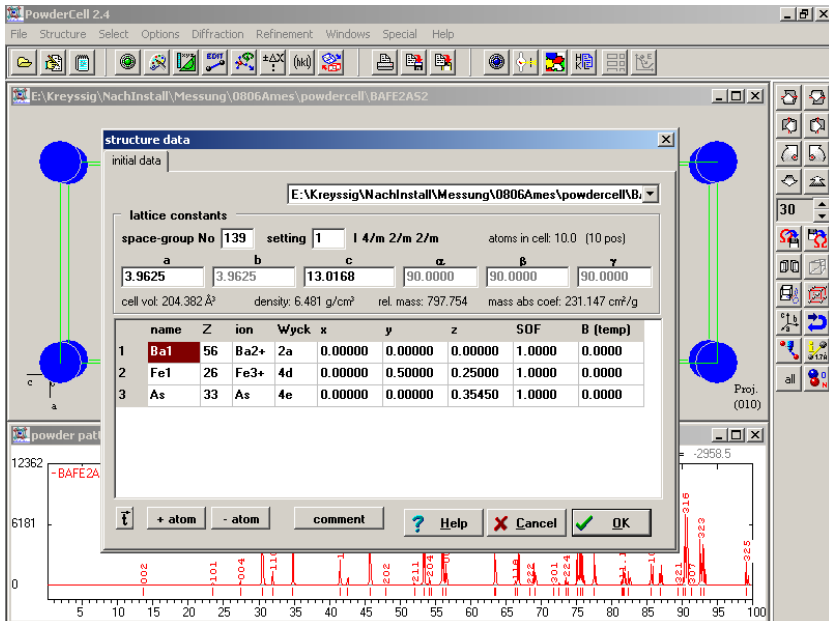 PowderCell 2.4
File Structure Select Options Diffraction Refinement Windows Special Help
E:\Kreyssig\NachInstall\Messung\0806Ames\powdercell\BAFE2AS2
structure data
initial data
E:\Kreyssig\NachInstall\Messung\0806Ames\powdercell\B
lattice constants
space-group No 139 setting 1 I 4/m 2/m 2/m atoms in cell: 10.0 (10 pos)
a b c α β γ
3.9625 3.9625 13.0168 90.0000 90.0000 90.0000
cell vol: 204.382 Å³ density: 6.481 g/cm³ rel. mass: 797.754 mass abs coef: 231.147 cm²/g
name Z ion Wyck x y z SOF B (temp)
1 Ba1 56 Ba2+ 2a 0.00000 0.00000 0.00000 1.0000 0.0000
2 Fe1 26 Fe3+ 4d 0.00000 0.50000 0.25000 1.0000 0.0000
3 As 33 As 4e 0.00000 0.00000 0.35450 1.0000 0.0000
t + atom - atom comment ? Help Cancel OK
30
all
c b
a
Proj.
(010)
powder pat
= -2958.5
12362
- BAFE2A
6181
0
002 101 -004 202 -211 -204 222 301 -224 321 316 307 323 325
5 10 15 20 25 30 35 40 45 50 55 60 65 70 75 80 85 90 95 100